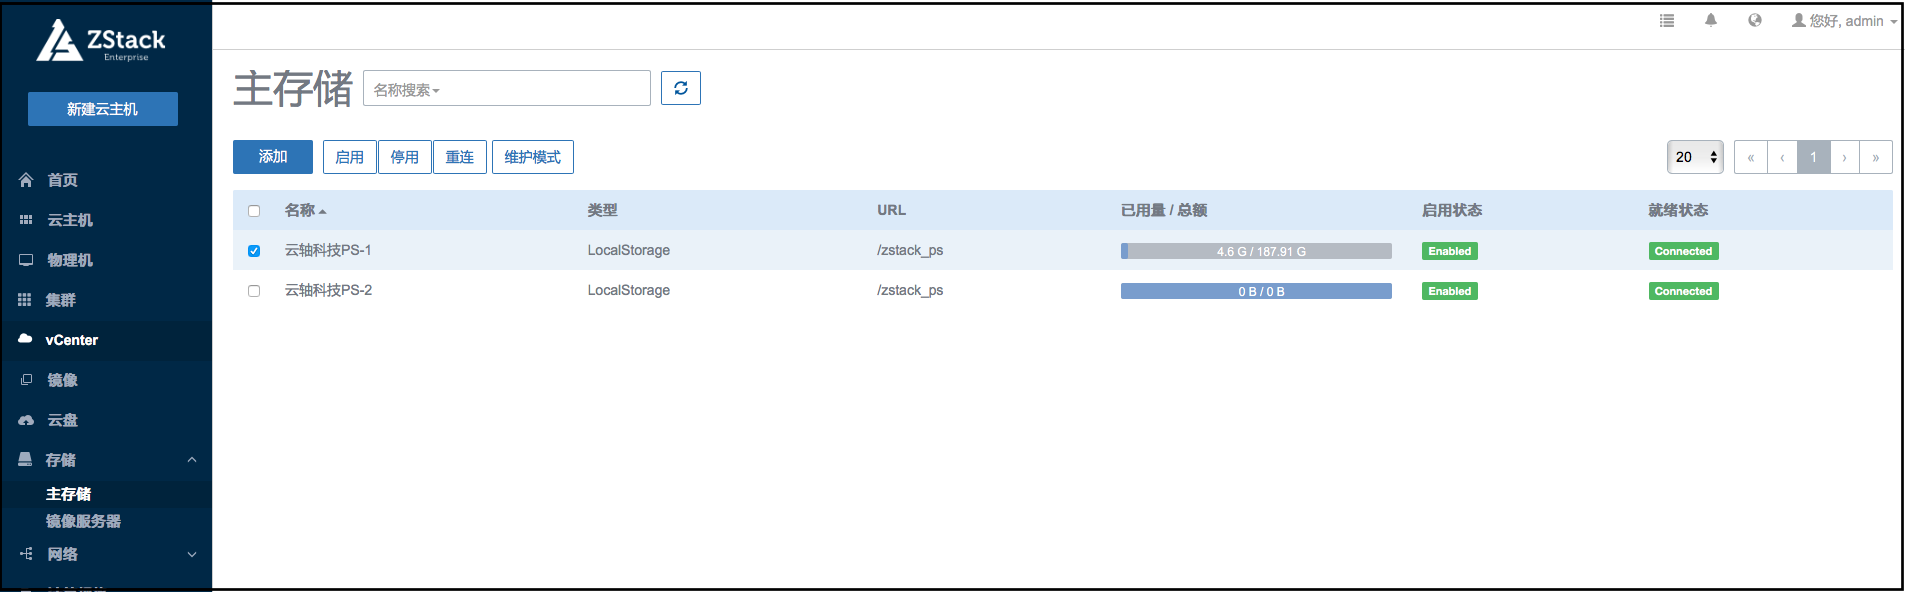 ZStack
Enterprise
新建云主机
首页
云主机
物理机
集群
vCenter
镜像
云盘
存储
主存储
镜像服务器
网络
您好, admin
主存储 名称搜索
添加 启用 停用 重连 维护模式 20 « ‹ 1 › »
名称 类型 URL 已用量 / 总额 启用状态 就绪状态
云轴科技PS-1 LocalStorage /zstack_ps 4.6 G / 187.91 G Enabled Connected
云轴科技PS-2 LocalStorage /zstack_ps 0 B / 0 B Enabled Connected